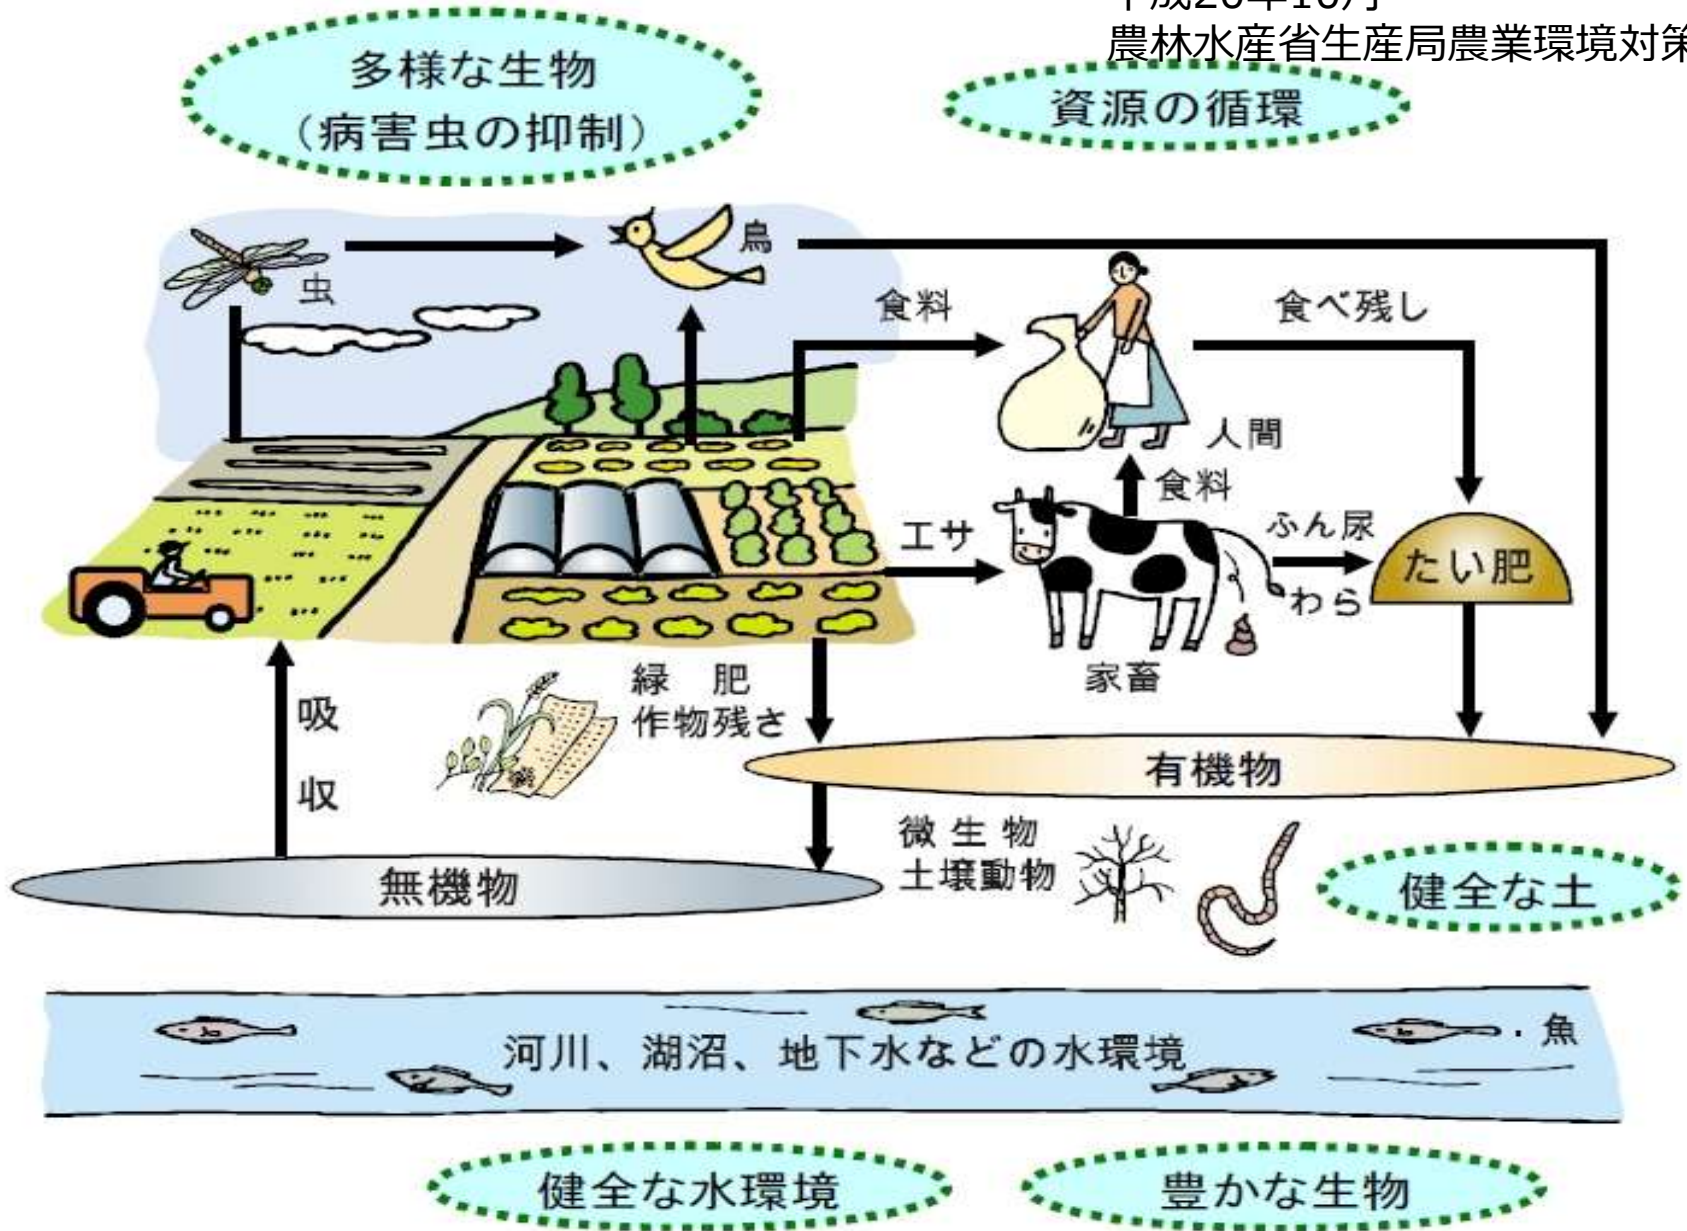 農林水産省生産局農業環境対策
多様な生物
(病害虫の抑制)
資源の循環
虫
鳥
食料
食べ残し
人間
食料
エサ
ふん尿
わら
たい肥
家畜
緑 肥
作物残さ
吸
収
有機物
微生物
土壌動物
無機物
健全な土
河川、湖沼、地下水などの水環境
魚
健全な水環境
豊かな生物